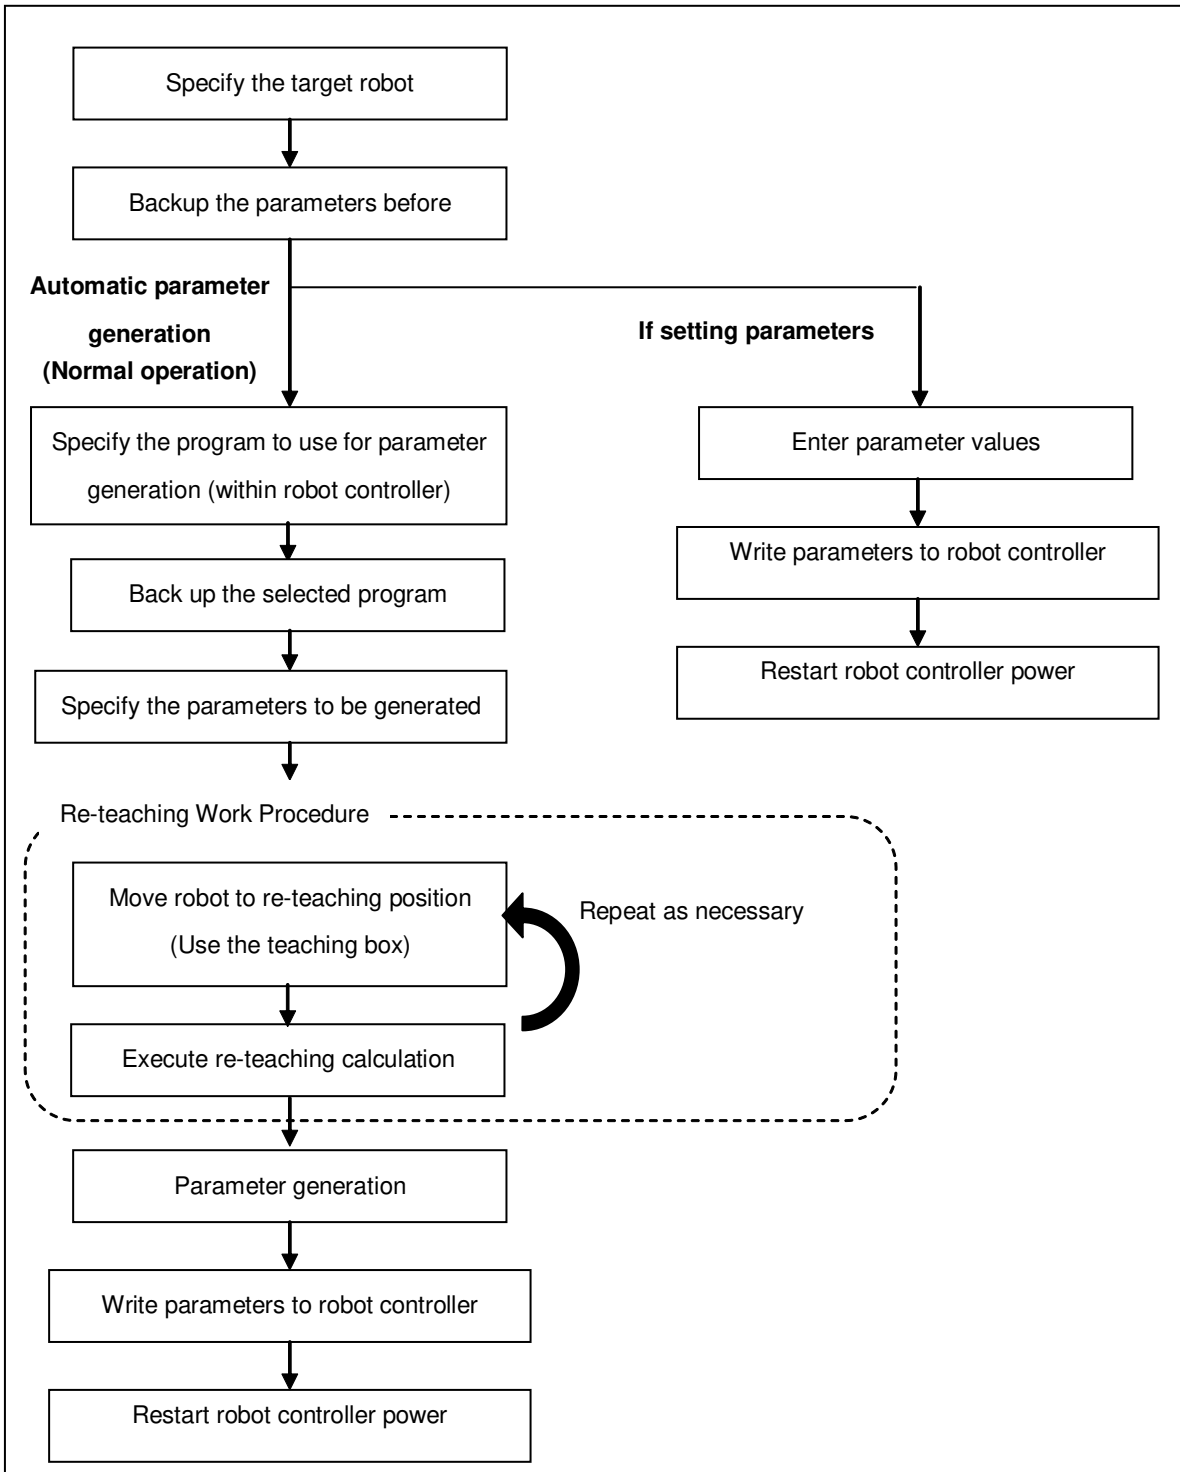 Specify the target robot
Backup the parameters before
Automatic parameter
generation
(Normal operation)
If setting parameters
Specify the program to use for parameter
generation (within robot controller)
Back up the selected program
Specify the parameters to be generated
Enter parameter values
Write parameters to robot controller
Restart robot controller power
Re-teaching Work Procedure
Move robot to re-teaching position
(Use the teaching box)
Repeat as necessary
Execute re-teaching calculation
Parameter generation
Write parameters to robot controller
Restart robot controller power